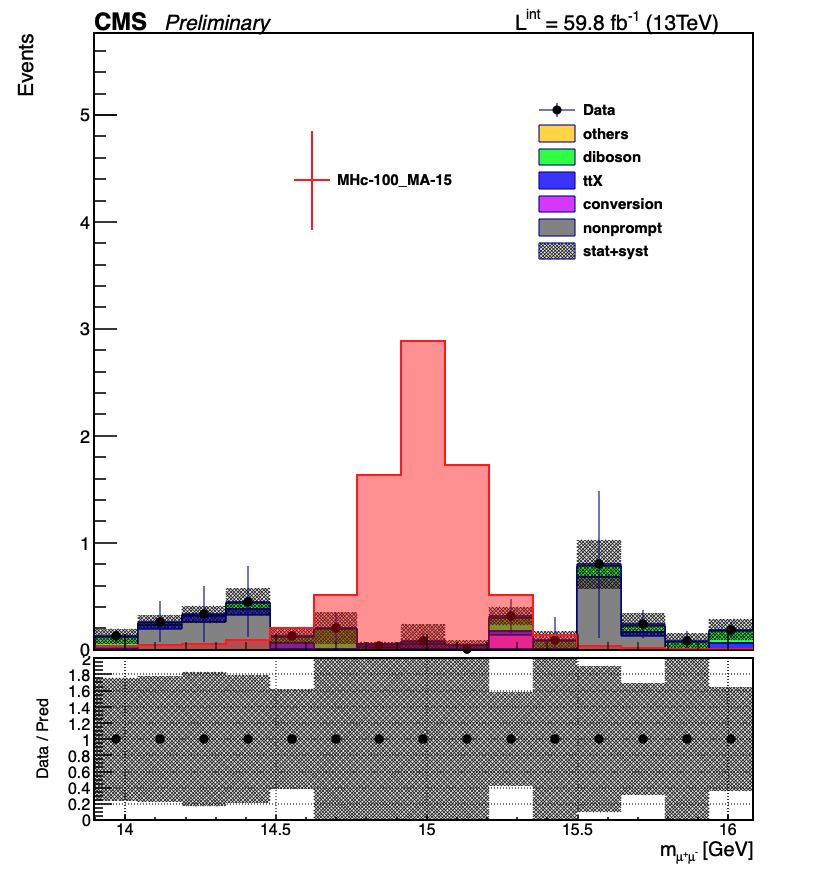 CMS Preliminary L^int = 59.8 fb⁻¹ (13TeV)
Events
5
4
3
2
1
0
Data
others
diboson
ttX
conversion
nonprompt
stat+syst
MHc-100_MA-15
Data / Pred
2
1.8
1.6
1.4
1.2
1
0.8
0.6
0.4
0.2
0
14 14.5 15 15.5 16
m_μ⁺μ⁻ [GeV]